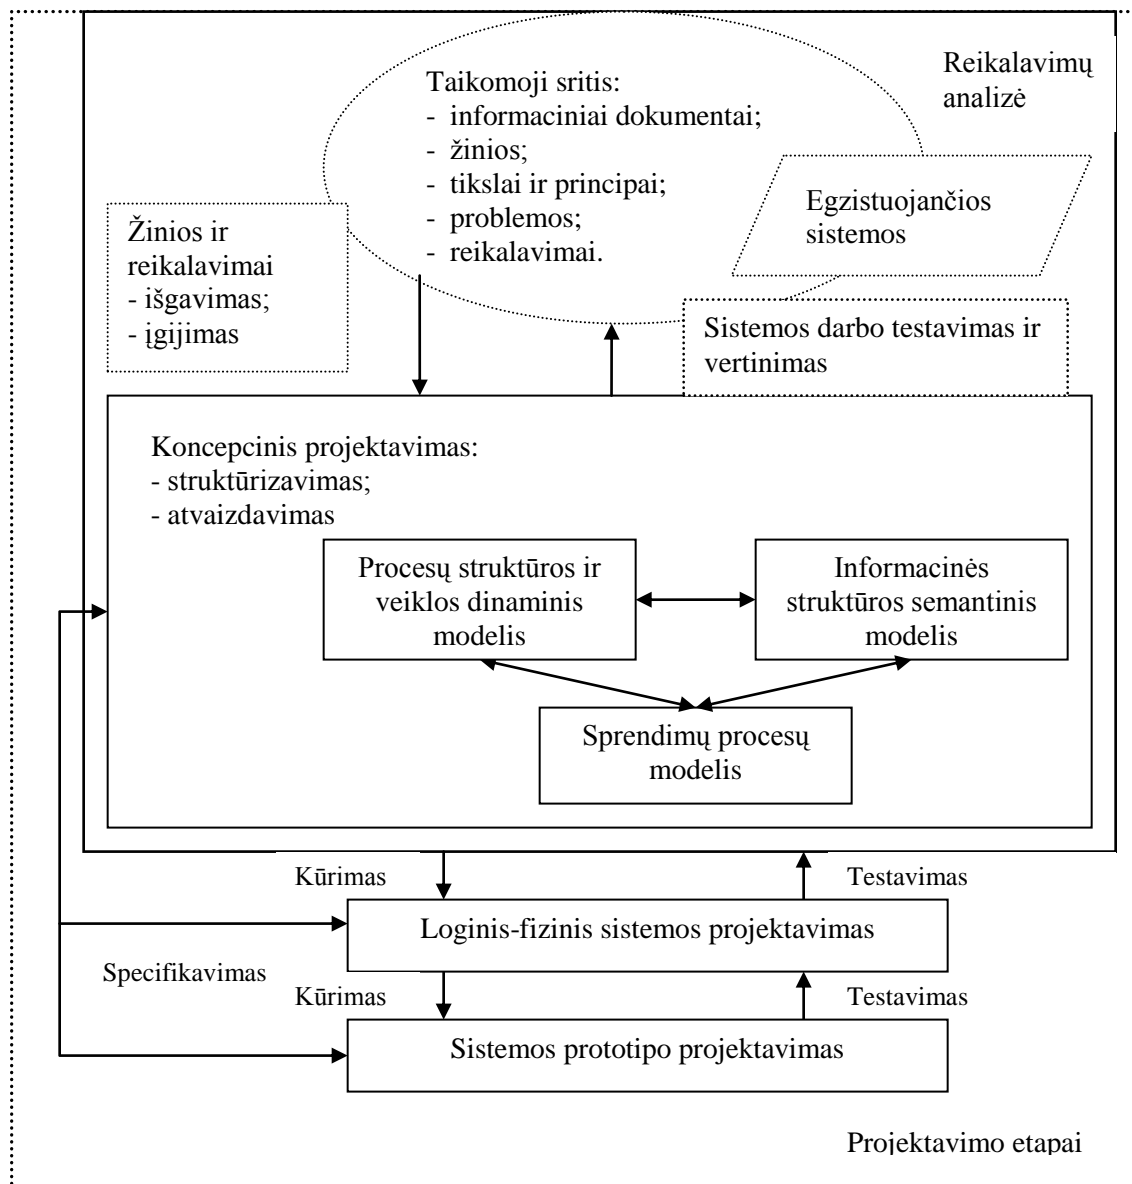 Reikalavimų
analizė
Taikomoji sritis:
- informaciniai dokumentai;
- žinios;
- tikslai ir principai;
- problemos;
- reikalavimai.
Egzistuojančios
sistemos
Žinios ir
reikalavimai
- išgavimas;
- įgijimas
Sistemos darbo testavimas ir
vertinimas
Koncepcinis projektavimas:
- struktūrizavimas;
- atvaizdavimas
Procesų struktūros ir
veiklos dinaminis
modelis
Informacinės
struktūros semantinis
modelis
Sprendimų procesų
modelis
Kūrimas
Testavimas
Loginis-fizinis sistemos projektavimas
Specifikavimas
Kūrimas
Testavimas
Sistemos prototipo projektavimas
Projektavimo etapai